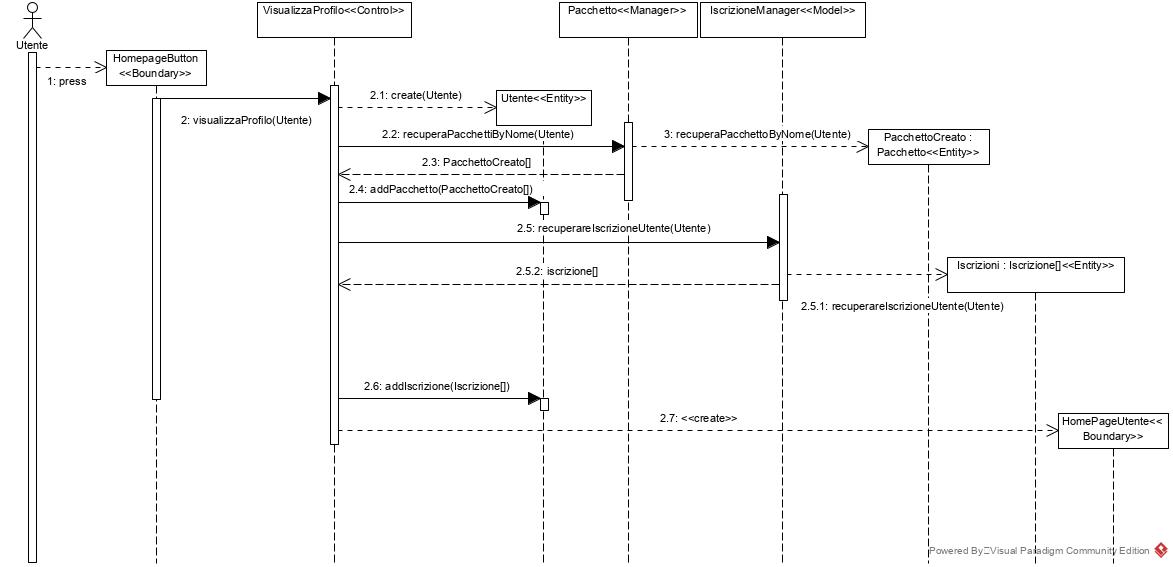 VisualizzaProfilo<<Control>>
Pacchetto<<Manager>>
IscrizioneManager<<Model>>
Utente
HomepageButton
<<Boundary>>
1: press
2: visualizzaProfilo(Utente)
2.1: create(Utente)
Utente<<Entity>>
2.2: recuperaPacchettiByNome(Utente)
3: recuperaPacchettoByNome(Utente)
PacchettoCreato :
Pacchetto<<Entity>>
2.3: PacchettoCreato[]
2.4: addPacchetto(PacchettoCreato[])
2.5: recuperareIscrizioneUtente(Utente)
2.5.2: iscrizione[]
Iscrizioni : Iscrizione[]<<Entity>>
2.5.1: recuperareIscrizioneUtente(Utente)
2.6: addIscrizione(Iscrizione[])
2.7: <<create>>
HomePageUtente<<
Boundary>>
Powered By Visual Paradigm Community Edition